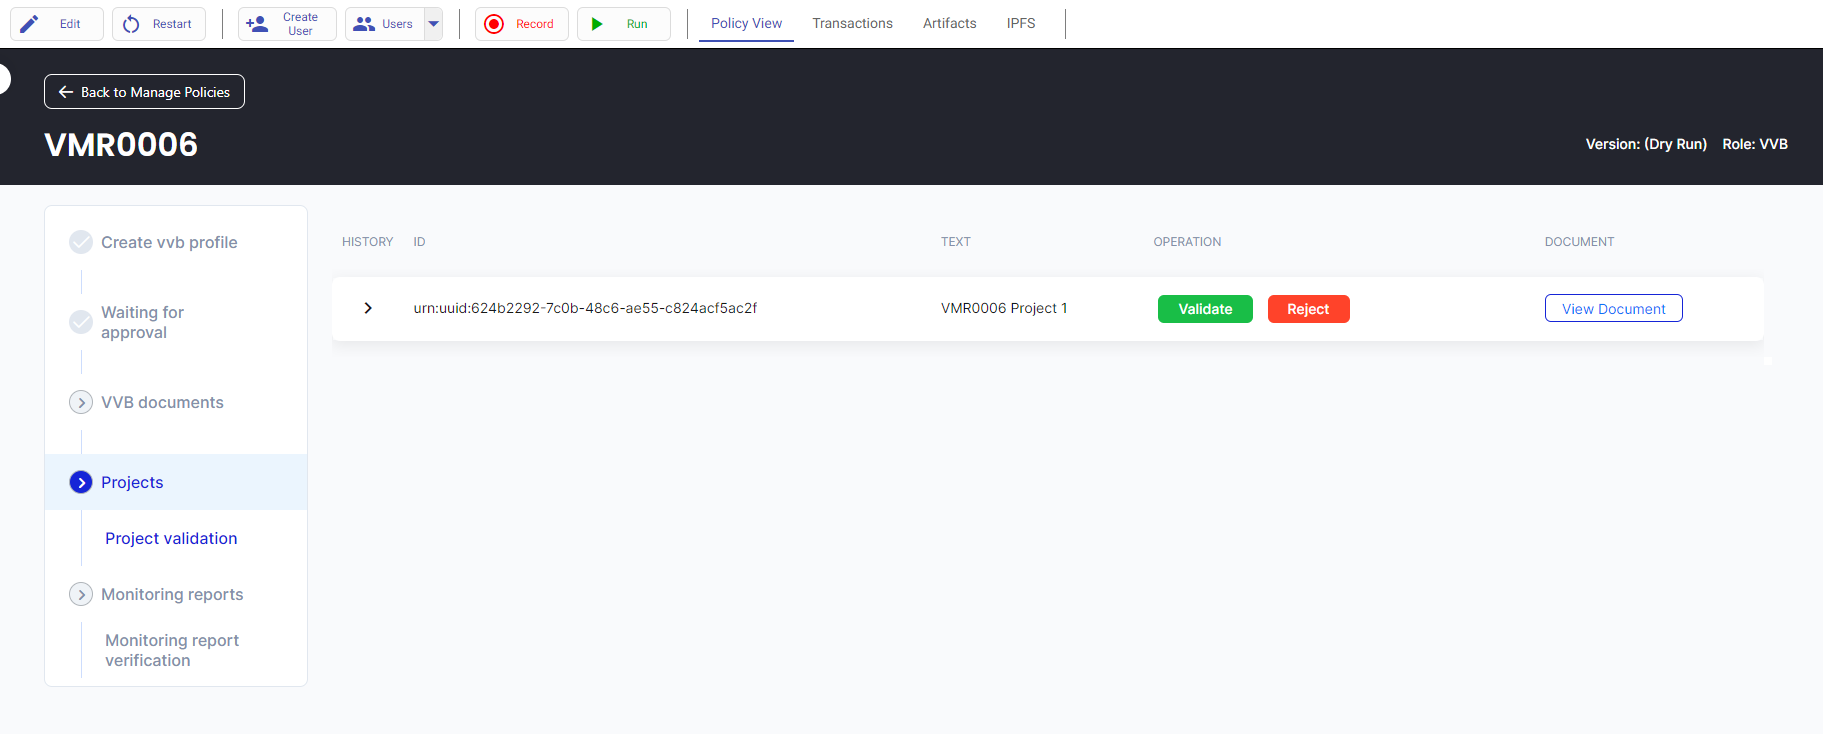 Edit
Restart
Create
User
Users
Record
Run
Policy View
Transactions
Artifacts
IPFS
Back to Manage Policies
VMR0006
Version: (Dry Run) Role: VVB
Create vvb profile
Waiting for
approval
VVB documents
Projects
Project validation
Monitoring reports
Monitoring report
verification
HISTORY ID TEXT OPERATION DOCUMENT
urn:uuid:624b2292-7c0b-48c6-ae55-c824acf5ac2f VMR0006 Project 1 Validate Reject View Document